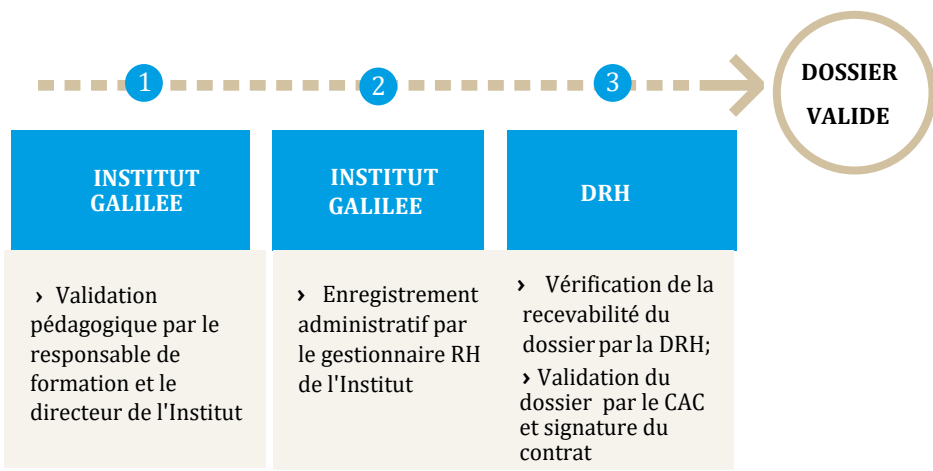 1
2
3
DOSSIER
VALIDE
INSTITUT
GALILEE
INSTITUT
GALILEE
DRH
› Validation
pédagogique par le
responsable de
formation et le
directeur de l'Institut
› Enregistrement
administratif par
le gestionnaire RH
de l'Institut
› Vérification de la
recevabilité du
dossier par la DRH;
› Validation du
dossier par le CAC
et signature du
contrat